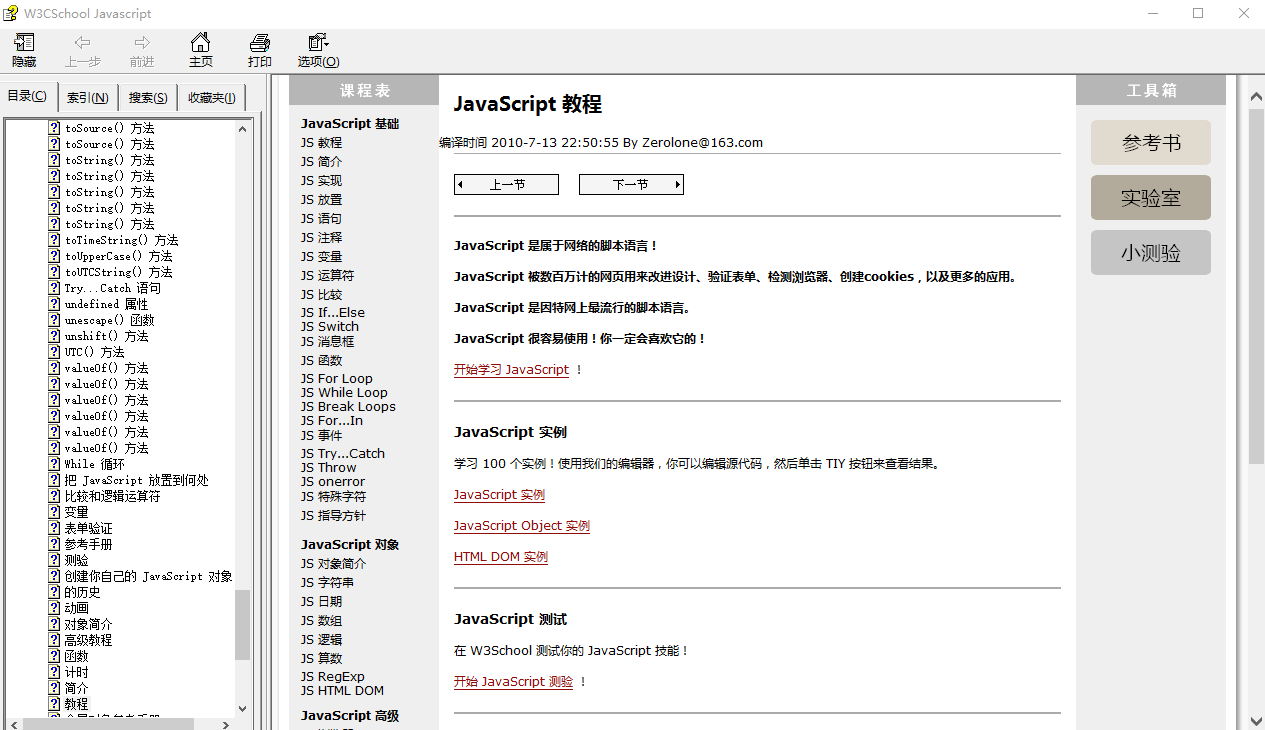 W3CSchool Javascript
隐藏
上一步
前进
主页
打印
选项(O)
目录(C)
索引(N)
搜索(S)
收藏夹(I)
toSource() 方法
toSource() 方法
toString() 方法
toString() 方法
toString() 方法
toString() 方法
toString() 方法
toTimeString() 方法
toUpperCase() 方法
toUTCString() 方法
Try...Catch 语句
undefined 属性
unescape() 函数
unshift() 方法
UTC() 方法
valueOf() 方法
valueOf() 方法
valueOf() 方法
valueOf() 方法
valueOf() 方法
valueOf() 方法
While 循环
把 JavaScript 放置到何处
比较和逻辑运算符
变量
表单验证
参考手册
测验
创建你自己的 JavaScript 对象
的历史
动画
对象简介
高级教程
函数
计时
简介
教程
课程表
JavaScript 基础
JS 教程
JS 简介
JS 实现
JS 放置
JS 语句
JS 注释
JS 变量
JS 运算符
JS 比较
JS If...Else
JS Switch
JS 消息框
JS 函数
JS For Loop
JS While Loop
JS Break Loops
JS For...In
JS 事件
JS Try...Catch
JS Throw
JS onerror
JS 特殊字符
JS 指导方针
JavaScript 对象
JS 对象简介
JS 字符串
JS 日期
JS 数组
JS 逻辑
JS 算数
JS RegExp
JS HTML DOM
JavaScript 高级
JavaScript 教程
编译时间 2010-7-13 22:50:55 By Zerolone@163.com
上一节
下一节
JavaScript 是属于网络的脚本语言！
JavaScript 被数百万计的网页用来改进设计、验证表单、检测浏览器、创建cookies，以及更多的应用。
JavaScript 是因特网上最流行的脚本语言。
JavaScript 很容易使用！你一定会喜欢它的！
开始学习 JavaScript ！
JavaScript 实例
学习 100 个实例！使用我们的编辑器，你可以编辑源代码，然后单击 TIY 按钮来查看结果。
JavaScript 实例
JavaScript Object 实例
HTML DOM 实例
JavaScript 测试
在 W3School 测试你的 JavaScript 技能！
开始 JavaScript 测验 ！
工具箱
参考书
实验室
小测验